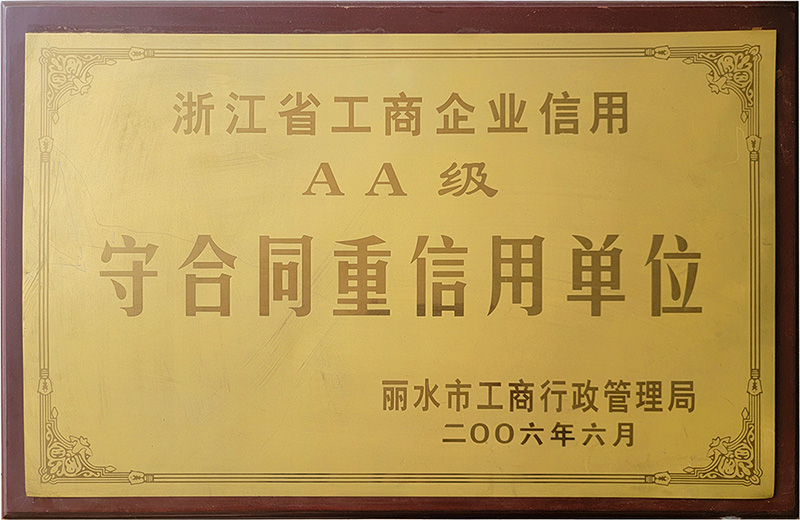 浙江省工商企业信用
AA级
守合同重信用单位
丽水市工商行政管理局
二OO六年六月